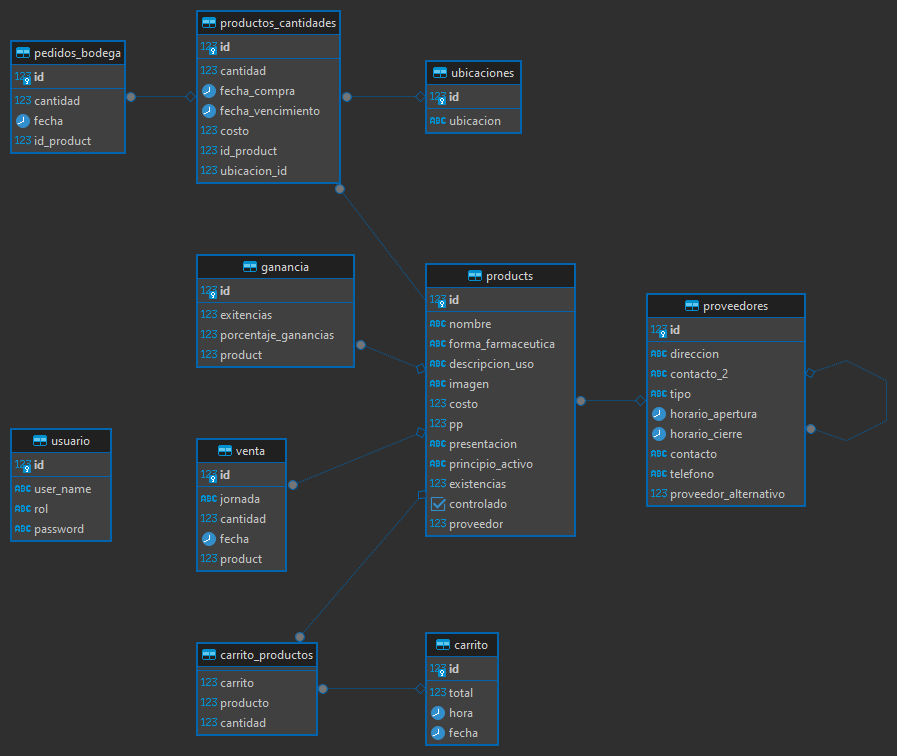 productos_cantidades
123 id
123 cantidad
fecha_compra
fecha_vencimiento
123 costo
123 id_product
123 ubicacion_id
pedidos_bodega
123 id
123 cantidad
fecha
123 id_product
ubicaciones
123 id
ABC ubicacion
ganancia
123 id
123 exitencias
123 porcentaje_ganancias
123 product
products
123 id
ABC nombre
ABC forma_farmaceutica
ABC descripcion_uso
ABC imagen
123 costo
123 pp
ABC presentacion
ABC principio_activo
123 existencias
controlado
123 proveedor
proveedores
123 id
ABC direccion
ABC contacto_2
ABC tipo
horario_apertura
horario_cierre
ABC contacto
ABC telefono
123 proveedor_alternativo
usuario
123 id
ABC user_name
ABC rol
ABC password
venta
123 id
ABC jornada
123 cantidad
fecha
123 product
carrito_productos
123 carrito
123 producto
123 cantidad
carrito
123 id
123 total
hora
fecha